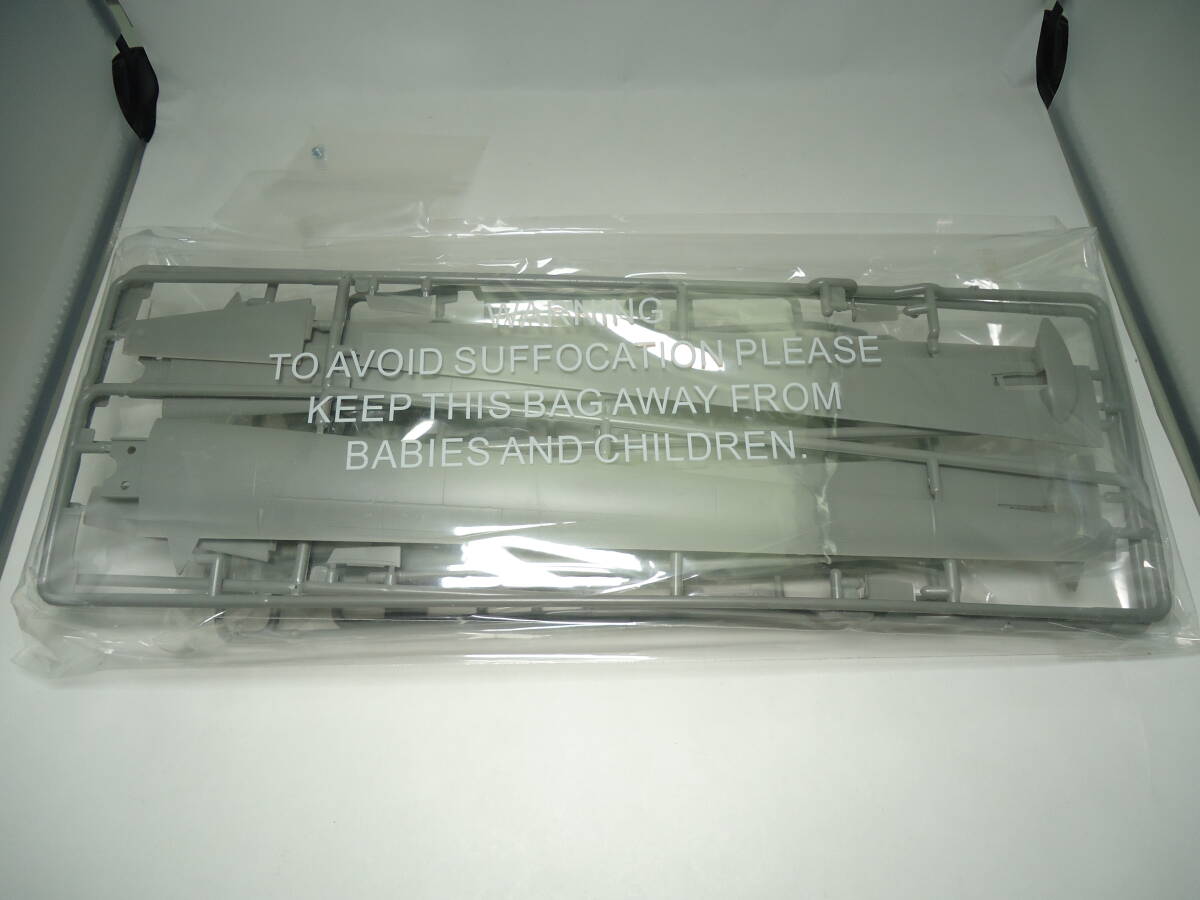 WARNING
TO AVOID SUFFOCATION PLEASE
KEEP THIS BAG AWAY FROM
BABIES AND CHILDREN.